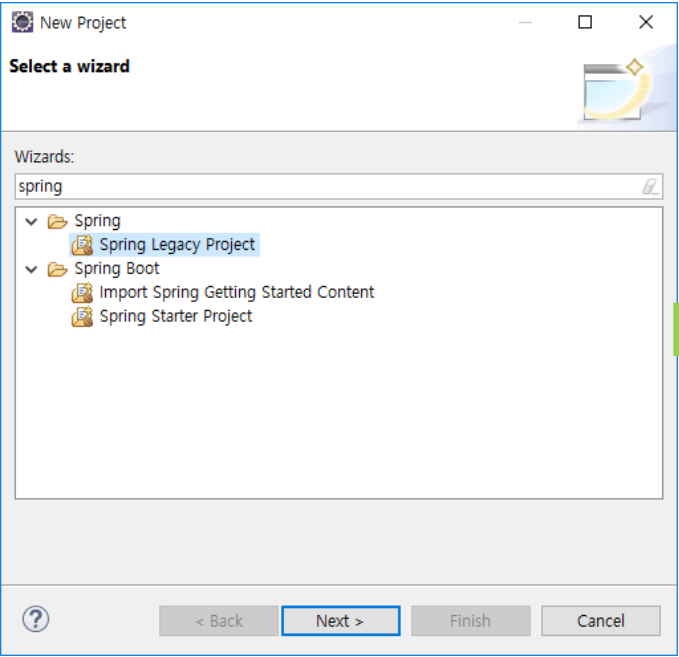 New Project
Select a wizard
Wizards:
spring
Spring
Spring Legacy Project
Spring Boot
Import Spring Getting Started Content
Spring Starter Project
?
< Back Next > Finish Cancel